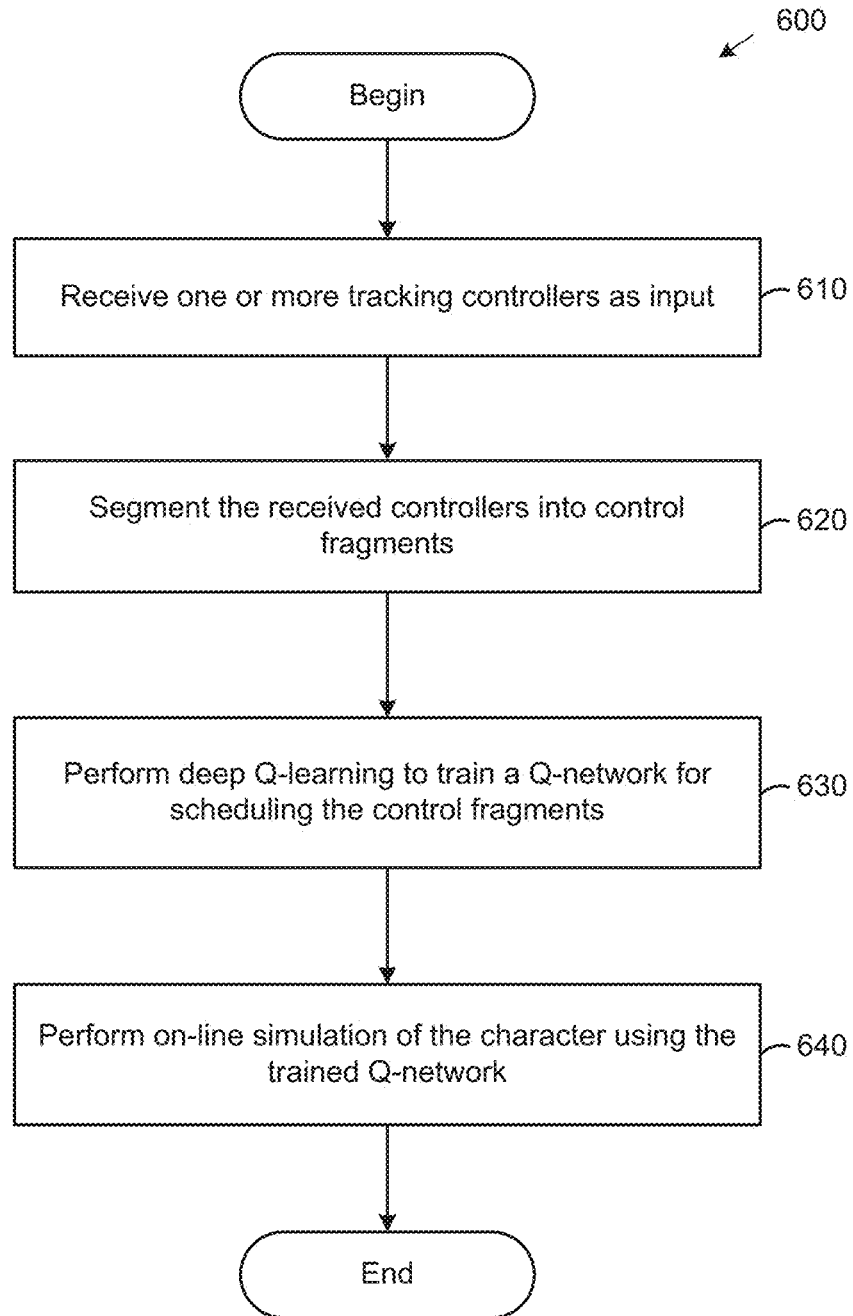 600
Begin
Receive one or more tracking controllers as input
610
Segment the received controllers into control
fragments
620
Perform deep Q-learning to train a Q-network for
scheduling the control fragments
630
Perform on-line simulation of the character using the
trained Q-network
640
End